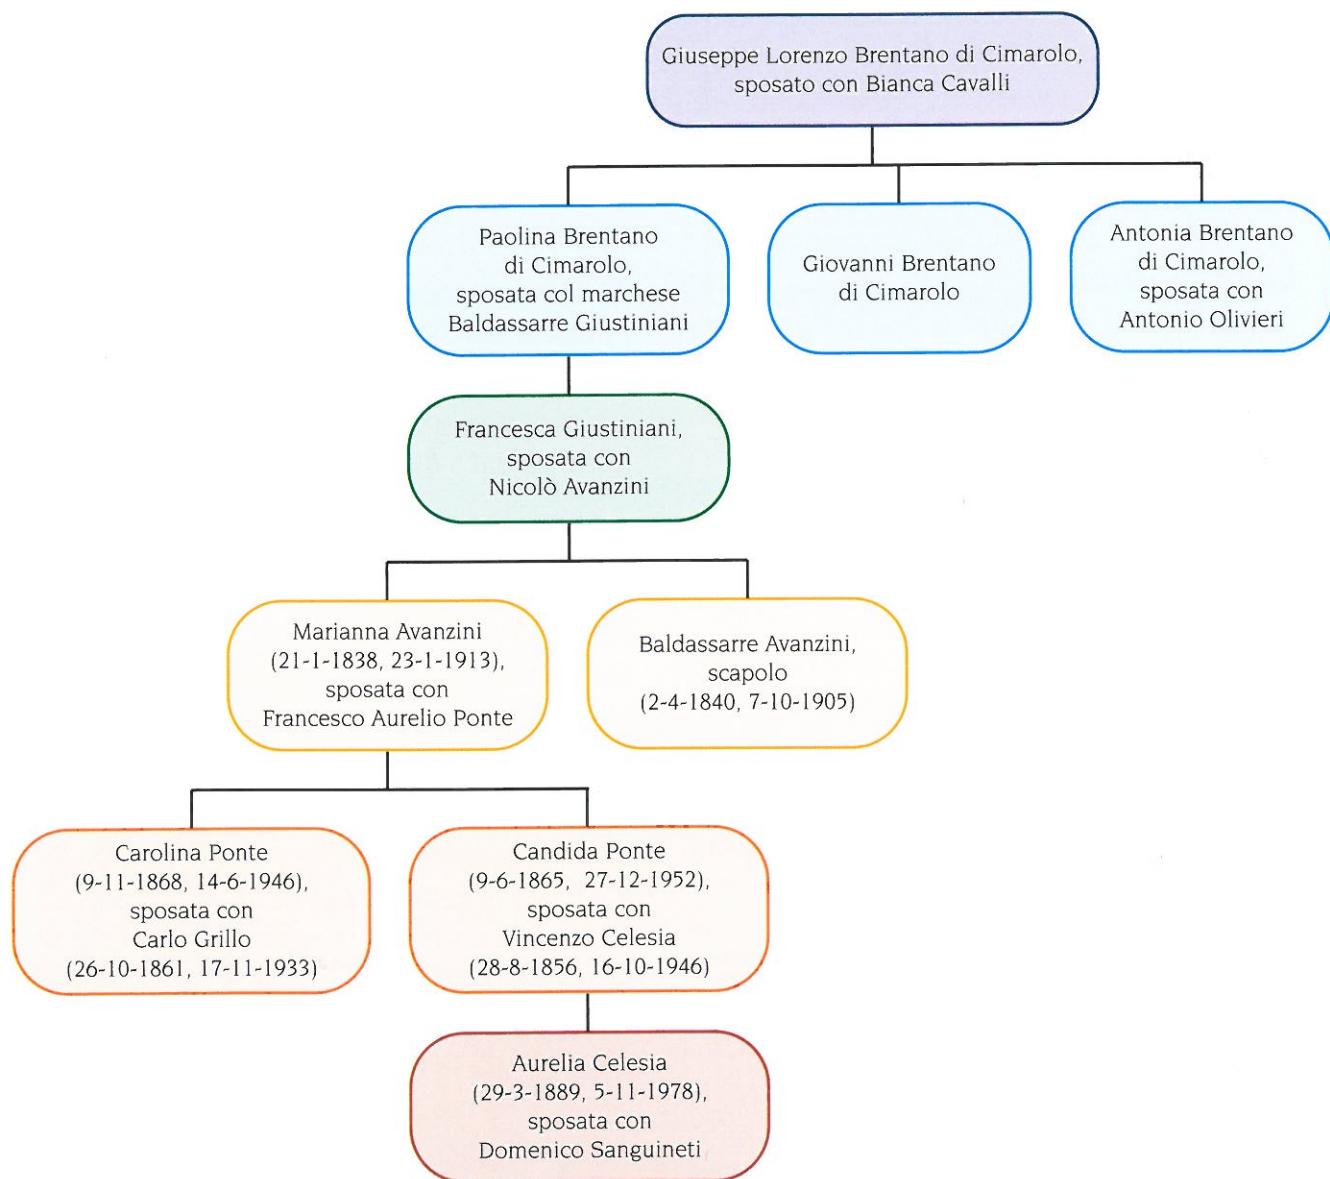 Giuseppe Lorenzo Brentano di Cimarolo,
sposato con Bianca Cavalli
Paolina Brentano
di Cimarolo,
sposata col marchese
Baldassarre Giustiniani
Giovanni Brentano
di Cimarolo
Antonia Brentano
di Cimarolo,
sposata con
Antonio Olivieri
Francesca Giustiniani,
sposata con
Nicolò Avanzini
Marianna Avanzini
(21-1-1838, 23-1-1913),
sposata con
Francesco Aurelio Ponte
Baldassarre Avanzini,
scapolo
(2-4-1840, 7-10-1905)
Carolina Ponte
(9-11-1868, 14-6-1946),
sposata con
Carlo Grillo
(26-10-1861, 17-11-1933)
Candida Ponte
(9-6-1865, 27-12-1952),
sposata con
Vincenzo Celesia
(28-8-1856, 16-10-1946)
Aurelia Celesia
(29-3-1889, 5-11-1978),
sposata con
Domenico Sanguineti